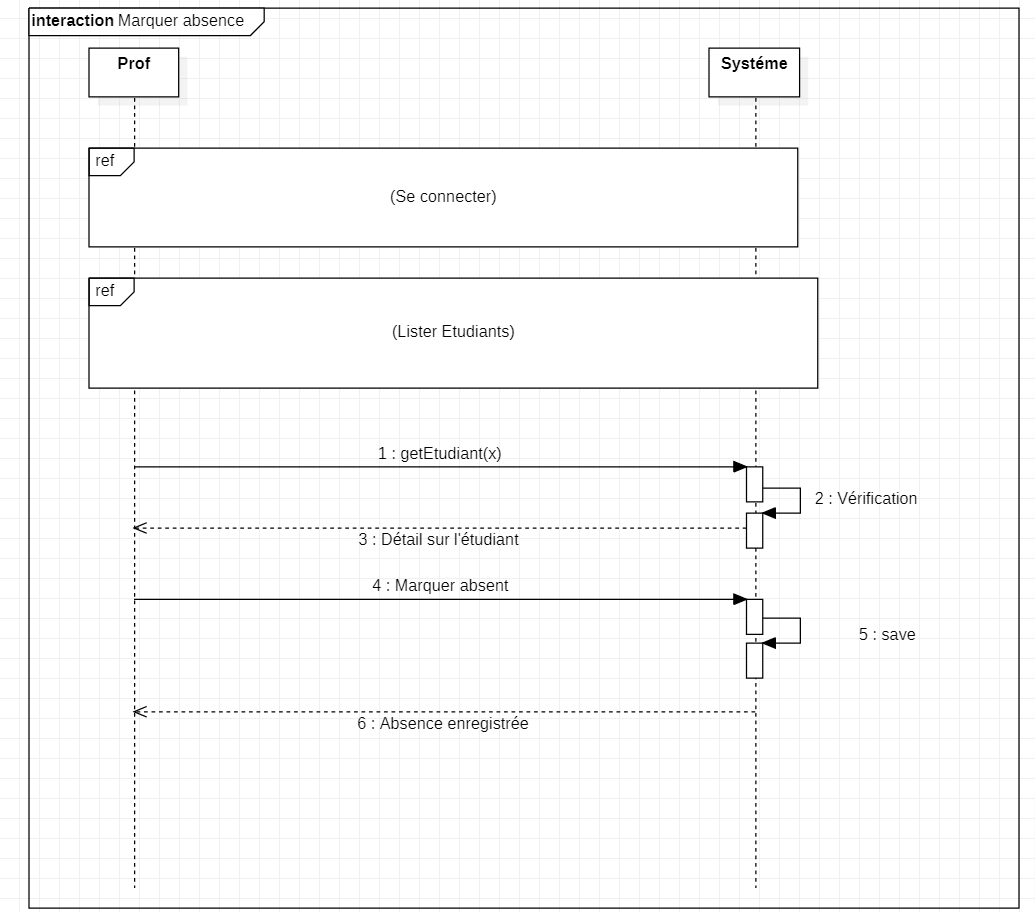 interaction Marquer absence
Prof
Systéme
ref
(Se connecter)
ref
(Lister Etudiants)
1 : getEtudiant(x)
2 : Vérification
3 : Détail sur l'étudiant
4 : Marquer absent
5 : save
6 : Absence enregistrée